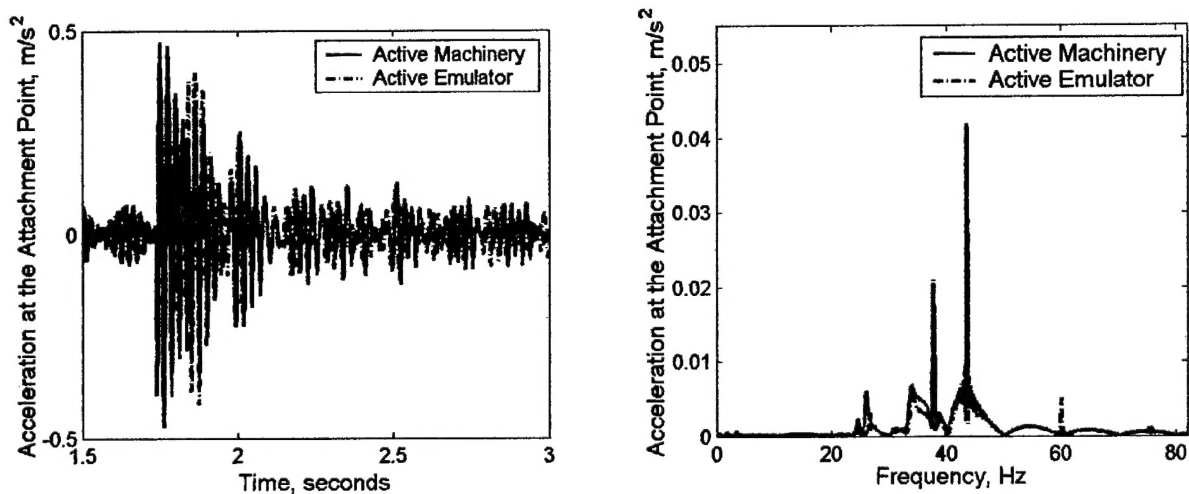 Acceleration at the Attachment Point, m/s²
0.5
0
-0.5
1.5
2
2.5
3
Time, seconds
Active Machinery
Active Emulator
Acceleration at the Attachment Point, m/s²
0.05
0.04
0.03
0.02
0.01
0
0
20
40
60
80
Frequency, Hz
Active Machinery
Active Emulator